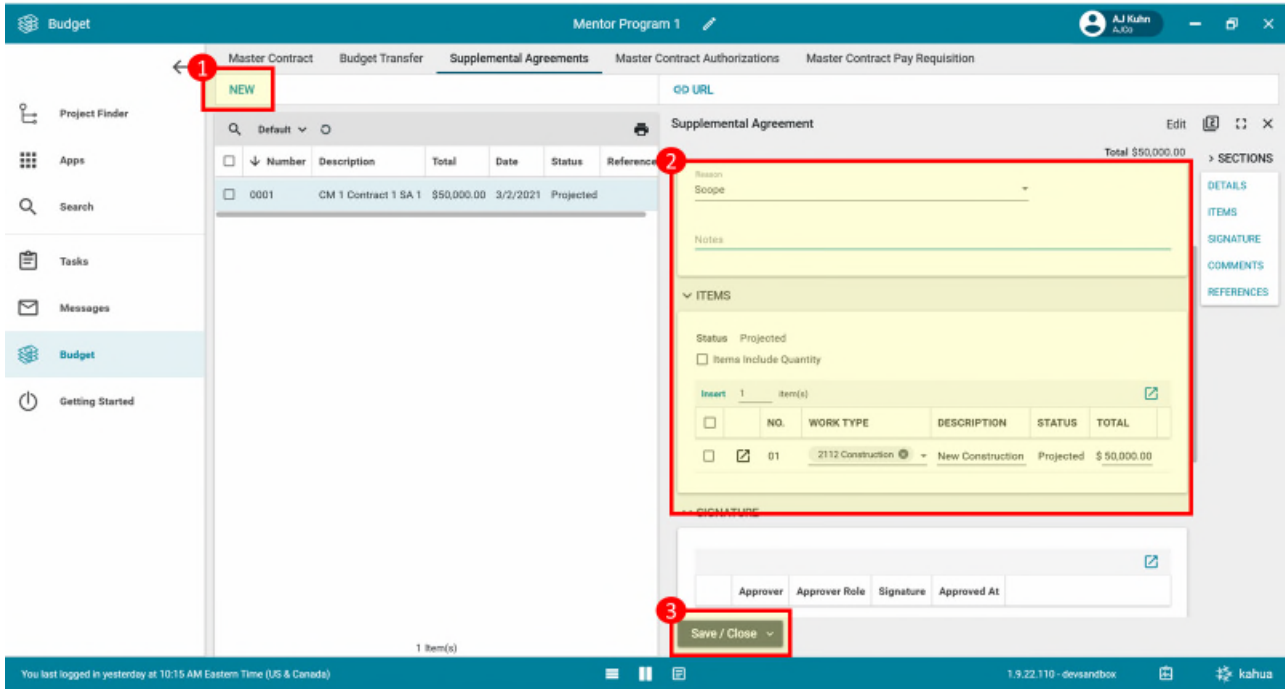 Budget
Mentor Program 1
AJ Kuhn
AJCo
Master Contract Budget Transfer Supplemental Agreements Master Contract Authorizations Master Contract Pay Requisition
1
NEW
URL
Project Finder
Apps
Search
Tasks
Messages
Budget
Getting Started
Default
Number Description Total Date Status Reference
0001 CM 1 Contract 1 SA 1 $50,000.00 3/2/2021 Projected
1 Item(s)
Supplemental Agreement Edit
Total $50,000.00
2
Reason
Scope
Notes
ITEMS
Status Projected
Items Include Quantity
Insert 1 item(s)
NO. WORK TYPE DESCRIPTION STATUS TOTAL
01 2112 Construction New Construction Projected $ 50,000.00
SIGNATURE
Approver Approver Role Signature Approved At
3
Save / Close
SECTIONS
DETAILS
ITEMS
SIGNATURE
COMMENTS
REFERENCES
You last logged in yesterday at 10:15 AM Eastern Time (US & Canada)
1.9.22.110 - devsandbox
kahua